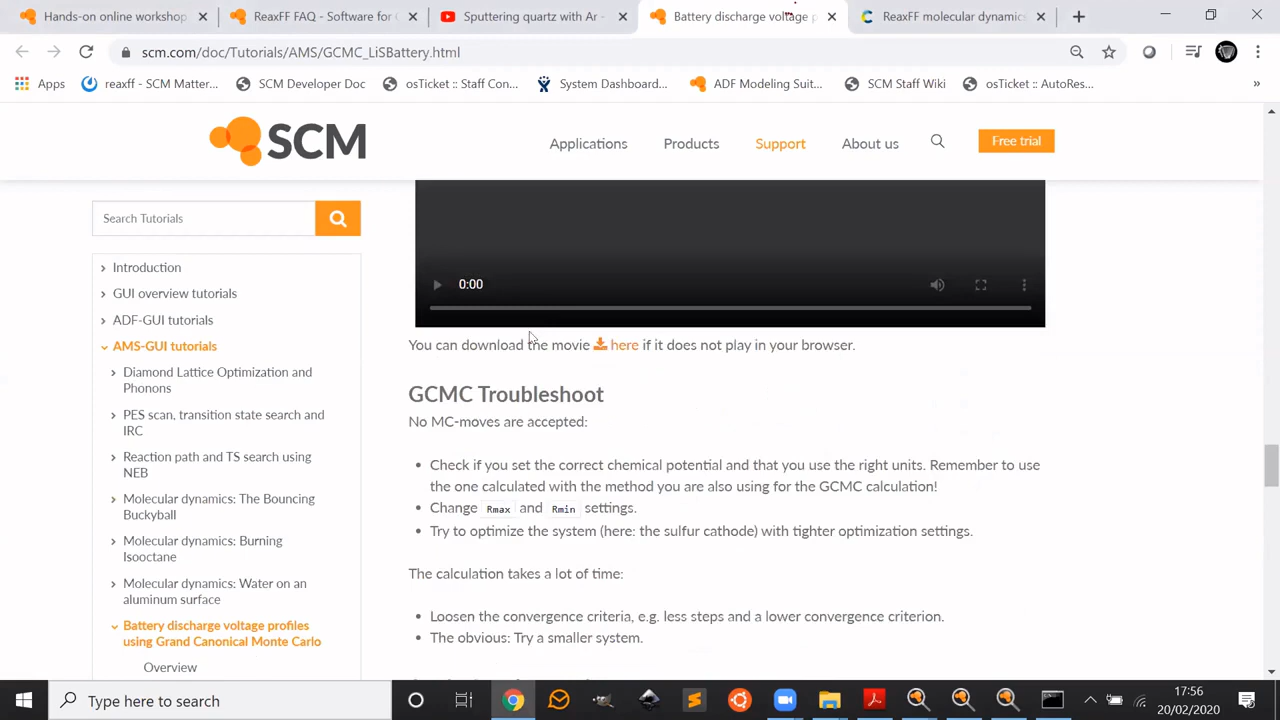 Hands-on online workshop
ReaxFF FAQ - Software for C
Sputtering quartz with Ar -
Battery discharge voltage p
ReaxFF molecular dynamics
scm.com/doc/Tutorials/AMS/GCMC_LiSBattery.html
Apps
reaxff - SCM Matter...
SCM Developer Doc
osTicket :: Staff Con...
System Dashboard...
ADF Modeling Suit...
SCM Staff Wiki
osTicket :: AutoRes...
»
SCM
Applications
Products
Support
About us
Free trial
Search Tutorials
Introduction
GUI overview tutorials
ADF-GUI tutorials
AMS-GUI tutorials
Diamond Lattice Optimization and
Phonons
PES scan, transition state search and
IRC
Reaction path and TS search using
NEB
Molecular dynamics: The Bouncing
Buckyball
Molecular dynamics: Burning
Isooctane
Molecular dynamics: Water on an
aluminum surface
Battery discharge voltage profiles
using Grand Canonical Monte Carlo
Overview
0:00
You can download the movie here if it does not play in your browser.
GCMC Troubleshoot
No MC-moves are accepted:
• Check if you set the correct chemical potential and that you use the right units. Remember to use
the one calculated with the method you are also using for the GCMC calculation!
• Change Rmax and Rmin settings.
• Try to optimize the system (here: the sulfur cathode) with tighter optimization settings.
The calculation takes a lot of time:
• Loosen the convergence criteria, e.g. less steps and a lower convergence criterion.
• The obvious: Try a smaller system.
Type here to search
17:56
20/02/2020